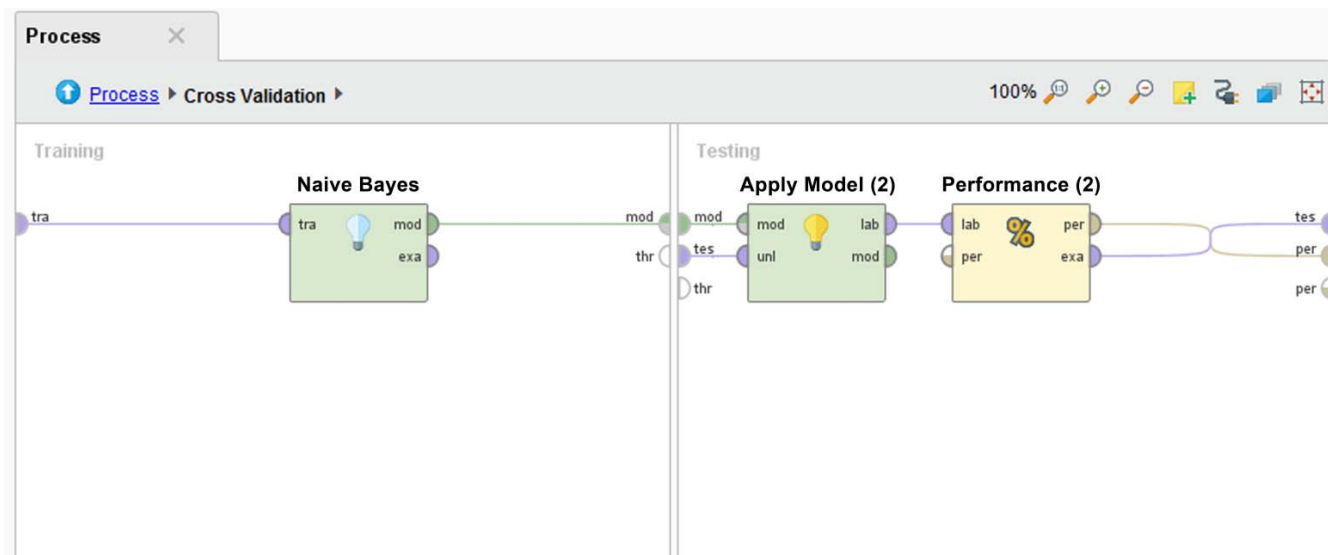 Process
Process Cross Validation 100%
Training
Testing
Naive Bayes
Apply Model (2)
Performance (2)
tra
tra mod
exa
mod
thr
mod
tes
thr
mod lab
unl mod
lab per
per exa
tes
per
per